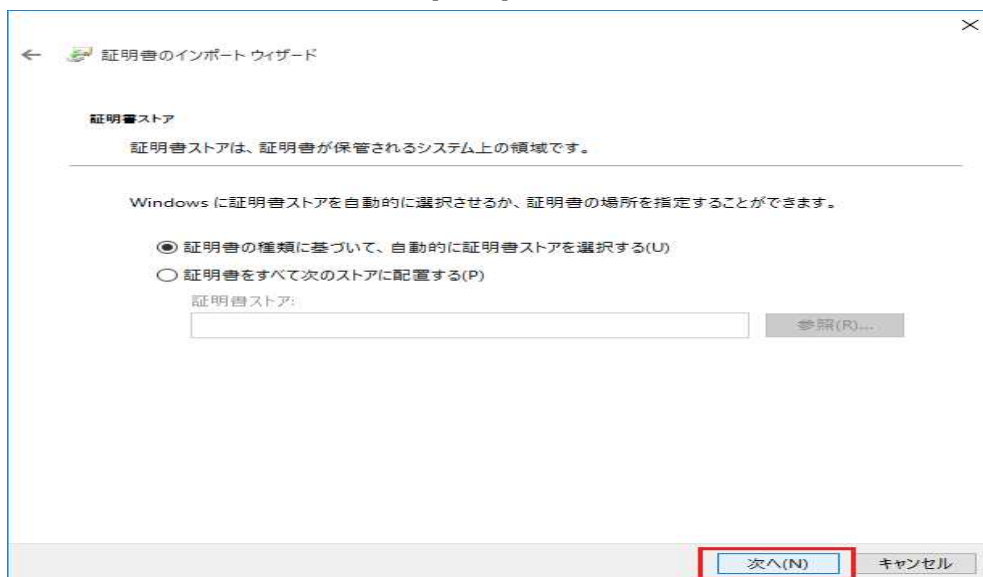 証明書のインポート ウィザード
証明書ストア
証明書ストアは、証明書が保管されるシステム上の領域です。
Windows に証明書ストアを自動的に選択させるか、証明書の場所を指定することができます。
証明書の種類に基づいて、自動的に証明書ストアを選択する(U)
証明書をすべて次のストアに配置する(P)
証明書ストア:
参照(R)...
次へ(N) キャンセル